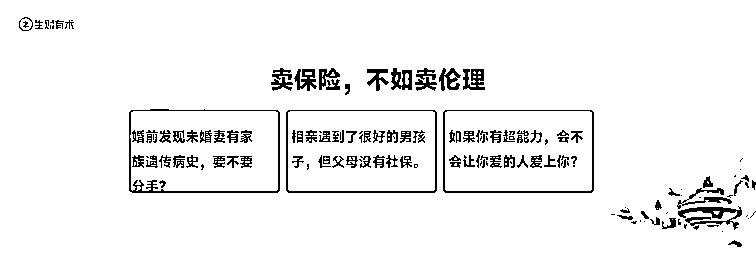 生财有术
卖保险，不如卖伦理
婚前发现未婚妻有家
族遗传病史，要不要
分手？
相亲遇到了很好的男孩
子，但父母没有社保。
如果你有超能力，会不
会让你爱的人爱上你？